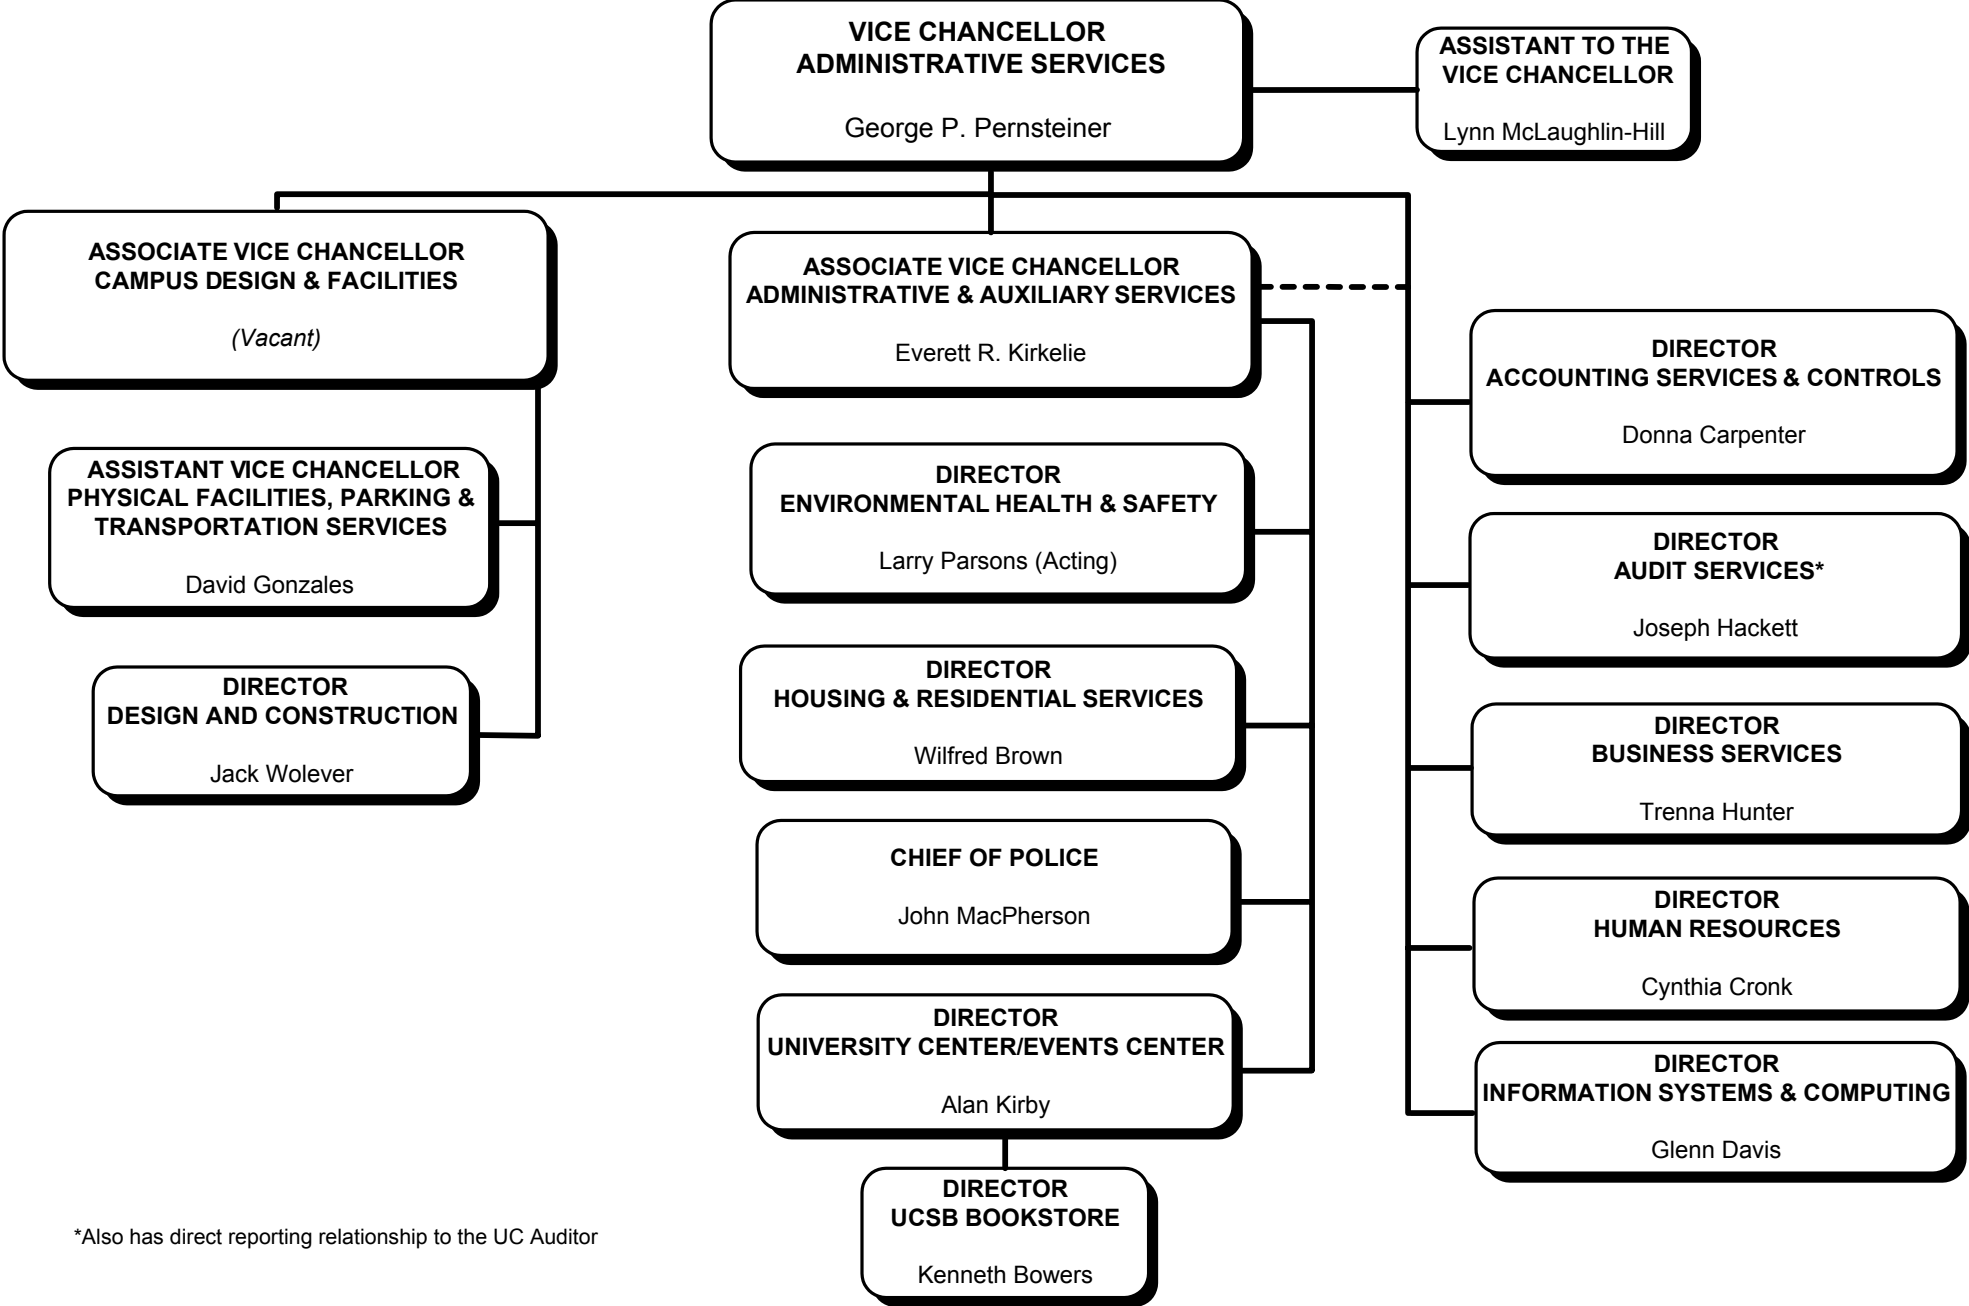 VICE CHANCELLOR
ADMINISTRATIVE SERVICES
George P. Pernsteiner
ASSISTANT TO THE
VICE CHANCELLOR
Lynn McLaughlin-Hill
ASSOCIATE VICE CHANCELLOR
CAMPUS DESIGN & FACILITIES
(Vacant)
ASSISTANT VICE CHANCELLOR
PHYSICAL FACILITIES, PARKING &
TRANSPORTATION SERVICES
David Gonzales
DIRECTOR
DESIGN AND CONSTRUCTION
Jack Wolever
ASSOCIATE VICE CHANCELLOR
ADMINISTRATIVE & AUXILIARY SERVICES
Everett R. Kirkelie
DIRECTOR
ENVIRONMENTAL HEALTH & SAFETY
Larry Parsons (Acting)
DIRECTOR
HOUSING & RESIDENTIAL SERVICES
Wilfred Brown
CHIEF OF POLICE
John MacPherson
DIRECTOR
UNIVERSITY CENTER/EVENTS CENTER
Alan Kirby
DIRECTOR
UCSB BOOKSTORE
Kenneth Bowers
DIRECTOR
ACCOUNTING SERVICES & CONTROLS
Donna Carpenter
DIRECTOR
AUDIT SERVICES*
Joseph Hackett
DIRECTOR
BUSINESS SERVICES
Trenna Hunter
DIRECTOR
HUMAN RESOURCES
Cynthia Cronk
DIRECTOR
INFORMATION SYSTEMS & COMPUTING
Glenn Davis
*Also has direct reporting relationship to the UC Auditor